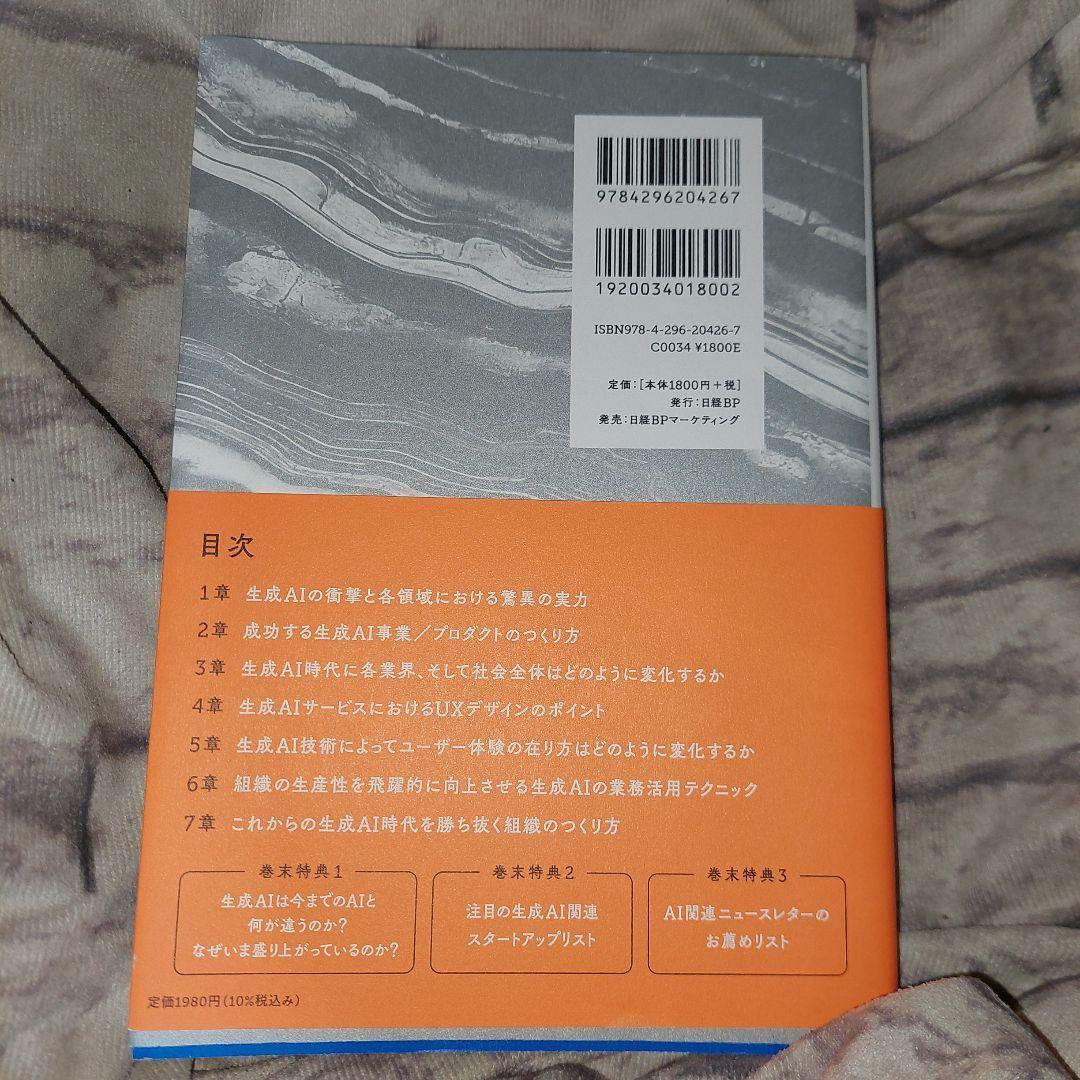 9784296204267
1920034018002
ISBN978-4-296-20426-7
C0034 ¥1800E
定価:[本体1800円+税]
発行:日経BP
発売:日経BPマーケティング
目次
1章 生成AIの衝撃と各領域における驚異の実力
2章 成功する生成AI事業/プロダクトのつくり方
3章 生成AI時代に各業界、そして社会全体はどのように変化するか
4章 生成AIサービスにおけるUXデザインのポイント
5章 生成AI技術によってユーザー体験の在り方はどのように変化するか
6章 組織の生産性を飛躍的に向上させる生成AIの業務活用テクニック
7章 これからの生成AI時代を勝ち抜く組織のつくり方
巻末特典1
生成AIは今までのAIと
何が違うのか?
なぜいま盛り上がっているのか?
巻末特典2
注目の生成AI関連
スタートアップリスト
巻末特典3
AI関連ニュースレターの
お薦めリスト
定価1980円(10%税込み)